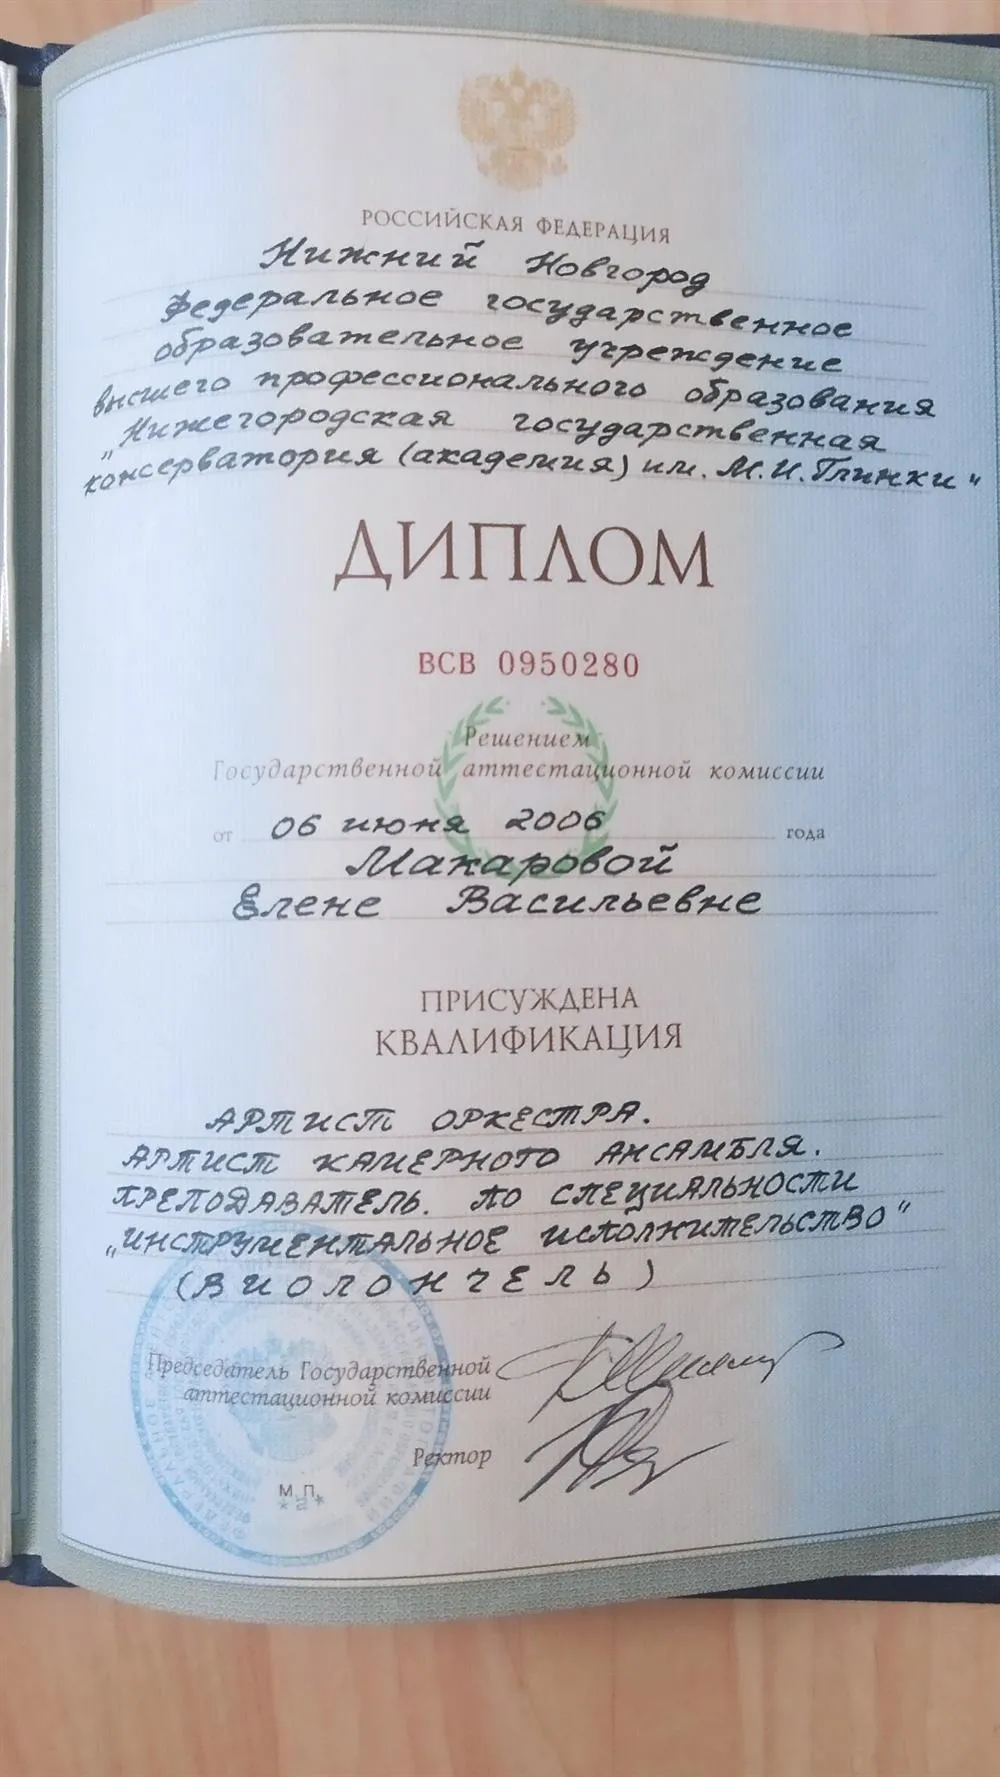 РОССИЙСКАЯ ФЕДЕРАЦИЯ
Нижний Новгород
Федеральное государственное
образовательное учреждение
высшего профессионального образования
„Нижегородская государственная
консерватория (академия) им. М.И.Глинки"
ДИПЛОМ
ВСВ 0950280
Решением
Государственной аттестационной комиссии
от 06 июня 2006 года
Макаровой
Елене Васильевне
ПРИСУЖДЕНА
КВАЛИФИКАЦИЯ
АРТИСТ ОРКЕСТРА.
АРТИСТ КАМЕРНОГО АНСАМБЛЯ.
ПРЕПОДАВАТЕЛЬ. ПО СПЕЦИАЛЬНОСТИ
„ИНСТРУМЕНТАЛЬНОЕ ИСПОЛНИТЕЛЬСТВО"
(ВИОЛОНЧЕЛЬ)
Председатель Государственной
аттестационной комиссии
Ректор
М.П.